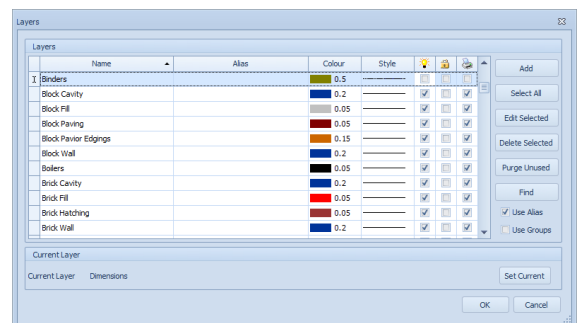 Layers
Layers
Name Alias Colour Style
Add
Binders 0.5
Block Cavity 0.2
Select All
Block Fill 0.05
Block Paving 0.05
Edit Selected
Block Pavior Edgings 0.15
Block Wall 0.2
Delete Selected
Boilers 0.05
Purge Unused
Brick Cavity 0.2
Brick Fill 0.05
Find
Brick Hatching 0.05
Use Alias
Brick Wall 0.2
Use Groups
Current Layer
Current Layer Dimensions
Set Current
OK Cancel